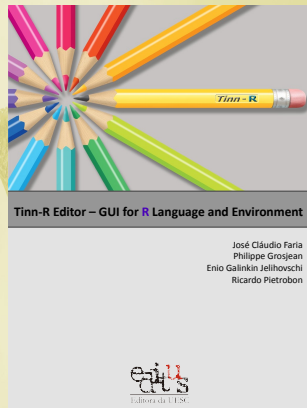 Tinn-R
Tinn-R Editor – GUI for R Language and Environment
José Cláudio Faria
Philippe Grosjean
Enio Galinkin Jelihovschi
Ricardo Pietrobon
Editora da UESC